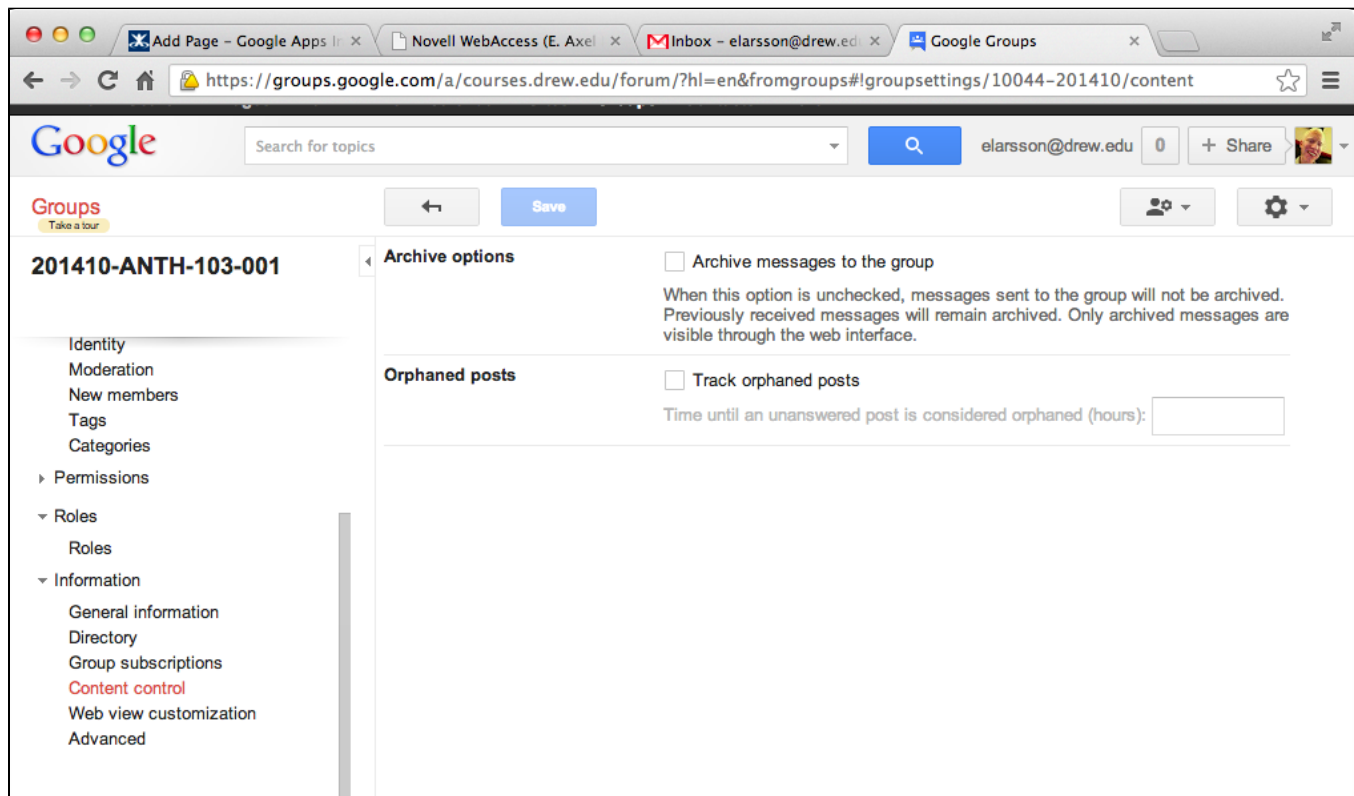 Add Page – Google Apps In
Novell WebAccess (E. Axel
Inbox – elarsson@drew.ed
Google Groups
https://groups.google.com/a/courses.drew.edu/forum/?hl=en&fromgroups#!groupsettings/10044-201410/content
Google
Search for topics
elarsson@drew.edu
0
+ Share
Groups
Take a tour
Save
201410-ANTH-103-001
Identity
Moderation
New members
Tags
Categories
Permissions
Roles
Roles
Information
General information
Directory
Group subscriptions
Content control
Web view customization
Advanced
Archive options
Archive messages to the group
When this option is unchecked, messages sent to the group will not be archived.
Previously received messages will remain archived. Only archived messages are
visible through the web interface.
Orphaned posts
Track orphaned posts
Time until an unanswered post is considered orphaned (hours):